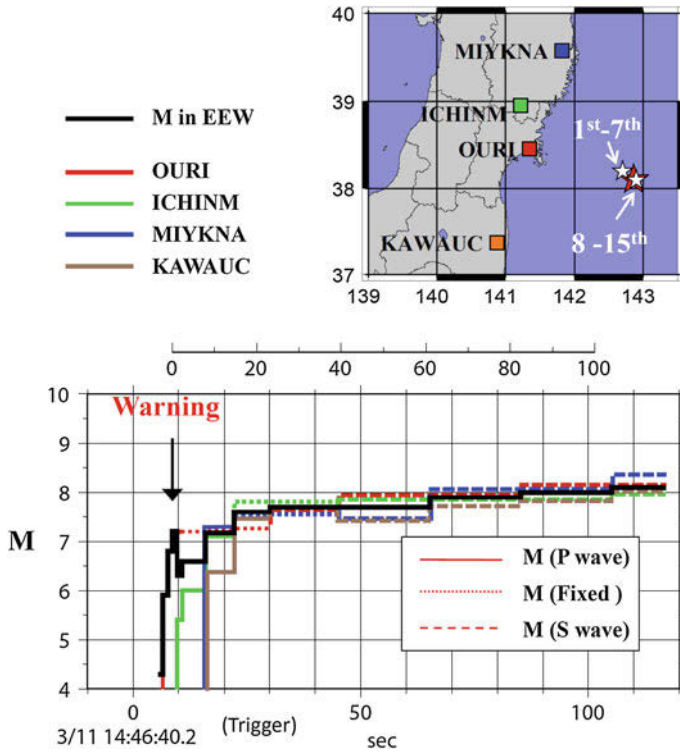 M in EEW
OURI
ICHINM
MIYKNA
KAWAUC
40
39
38
37
139 140 141 142 143
MIYKNA
ICHINM
OURI
KAWAUC
1st-7th
8 -15th
0 20 40 60 80 100
10
9
8
7
6
5
4
M
Warning
M (P wave)
M (Fixed )
M (S wave)
0 50 100
3/11 14:46:40.2 (Trigger) sec